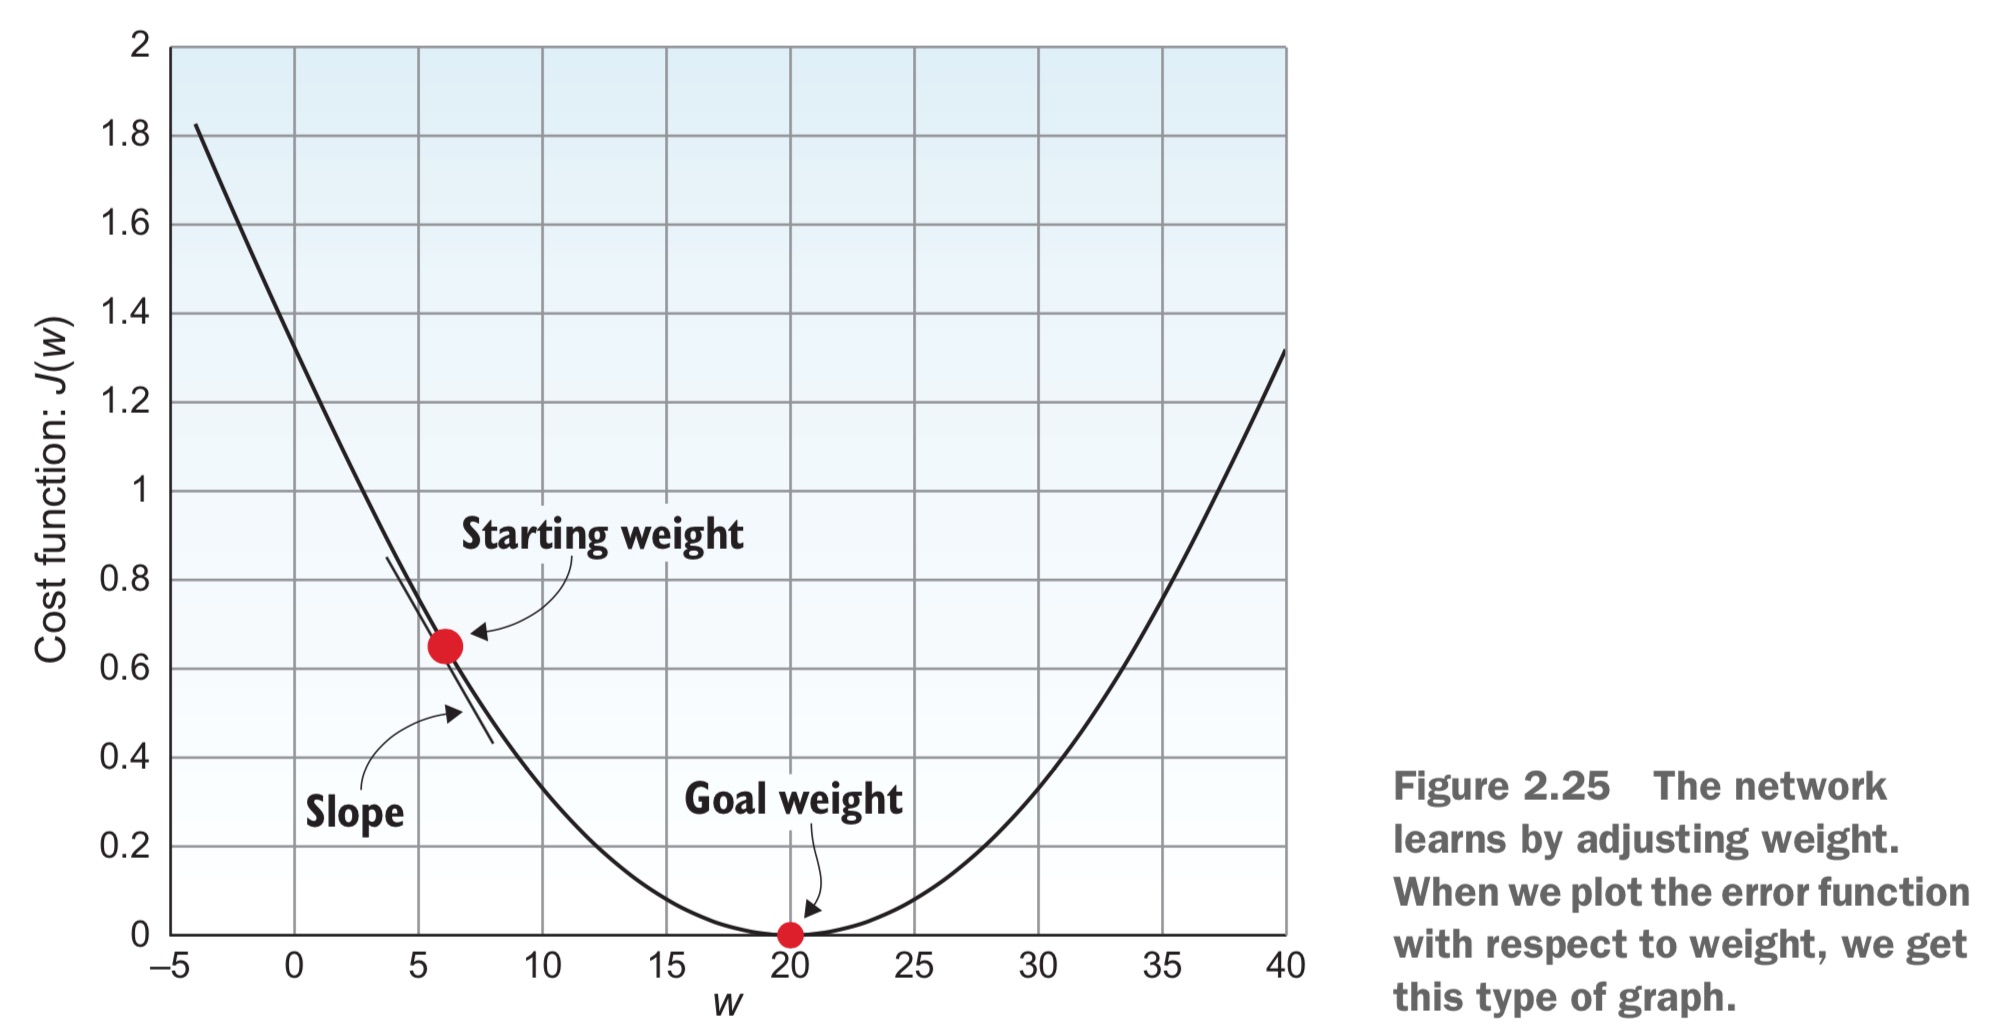 2
1.8
1.6
1.4
1.2
1
0.8
0.6
0.4
0.2
0
Cost function: J(w)
Starting weight
Slope
Goal weight
–5 0 5 10 15 20 25 30 35 40
w
Figure 2.25 The network
learns by adjusting weight.
When we plot the error function
with respect to weight, we get
this type of graph.